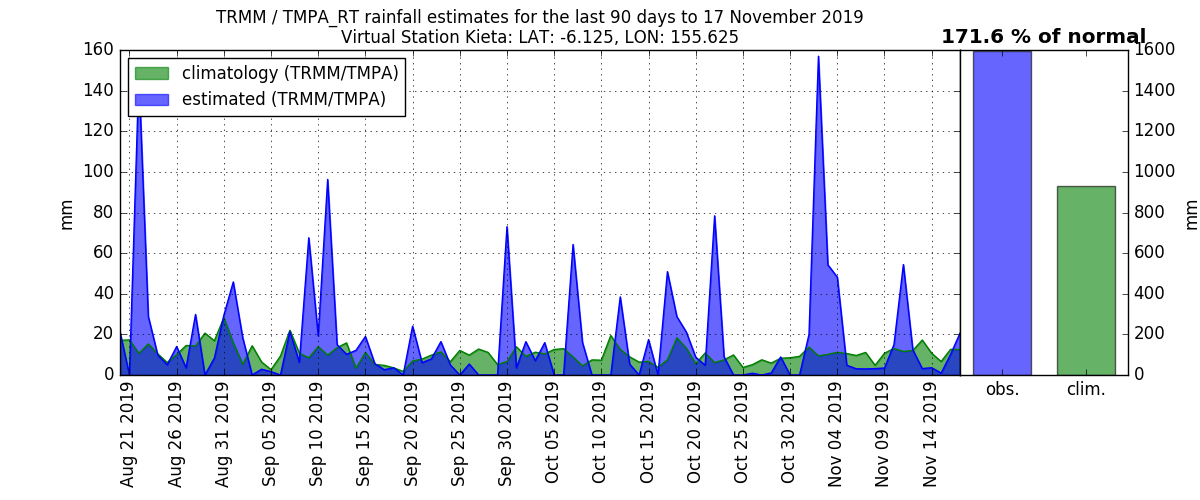 TRMM / TMPA_RT rainfall estimates for the last 90 days to 17 November 2019
Virtual Station Kieta: LAT: -6.125, LON: 155.625
171.6 % of normal
climatology (TRMM/TMPA)
estimated (TRMM/TMPA)
160
140
120
100
80
60
40
20
0
mm
Aug 21 2019
Aug 26 2019
Aug 31 2019
Sep 05 2019
Sep 10 2019
Sep 15 2019
Sep 20 2019
Sep 25 2019
Sep 30 2019
Oct 05 2019
Oct 10 2019
Oct 15 2019
Oct 20 2019
Oct 25 2019
Oct 30 2019
Nov 04 2019
Nov 09 2019
Nov 14 2019
obs.
clim.
1600
1400
1200
1000
800
600
400
200
0
mm